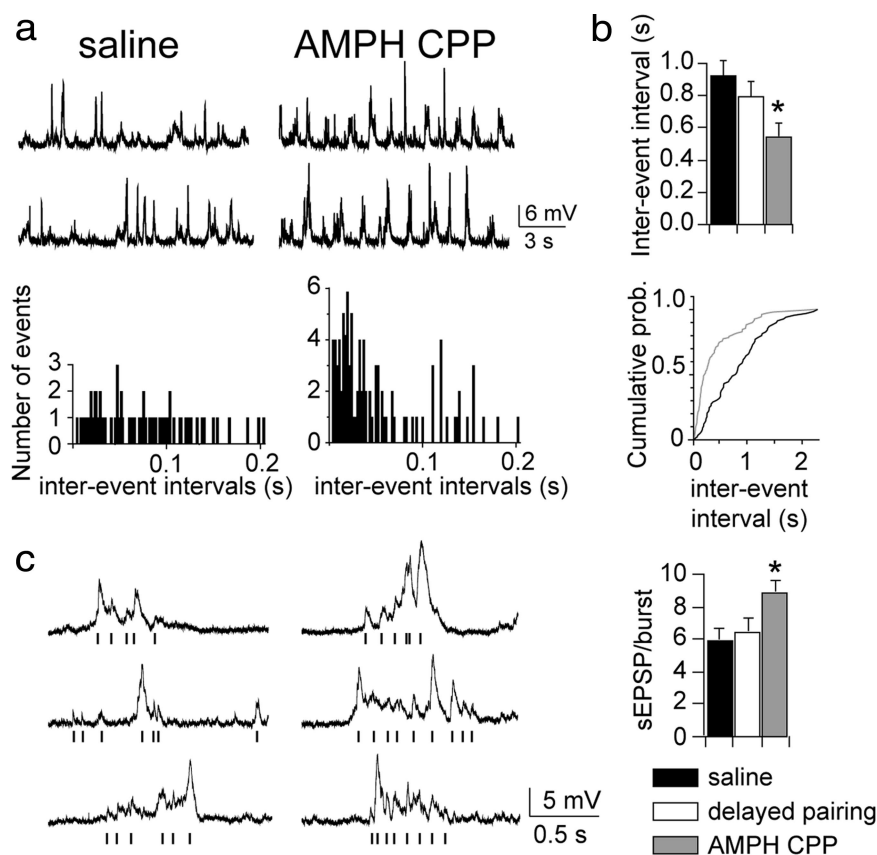 a
saline
AMPH CPP
6 mV
3 s
Number of events
3
2
1
0
0.1
0.2
inter-event intervals (s)
6
4
2
0
0.1
0.2
inter-event intervals (s)
b
Inter-event interval (s)
1.0
0.8
0.6
0.4
0.2
0.0
*
Cumulative prob.
1.0
0.5
0
0
1
2
inter-event
interval (s)
c
5 mV
0.5 s
sEPSP/burst
10
8
6
4
2
0
*
saline
delayed pairing
AMPH CPP